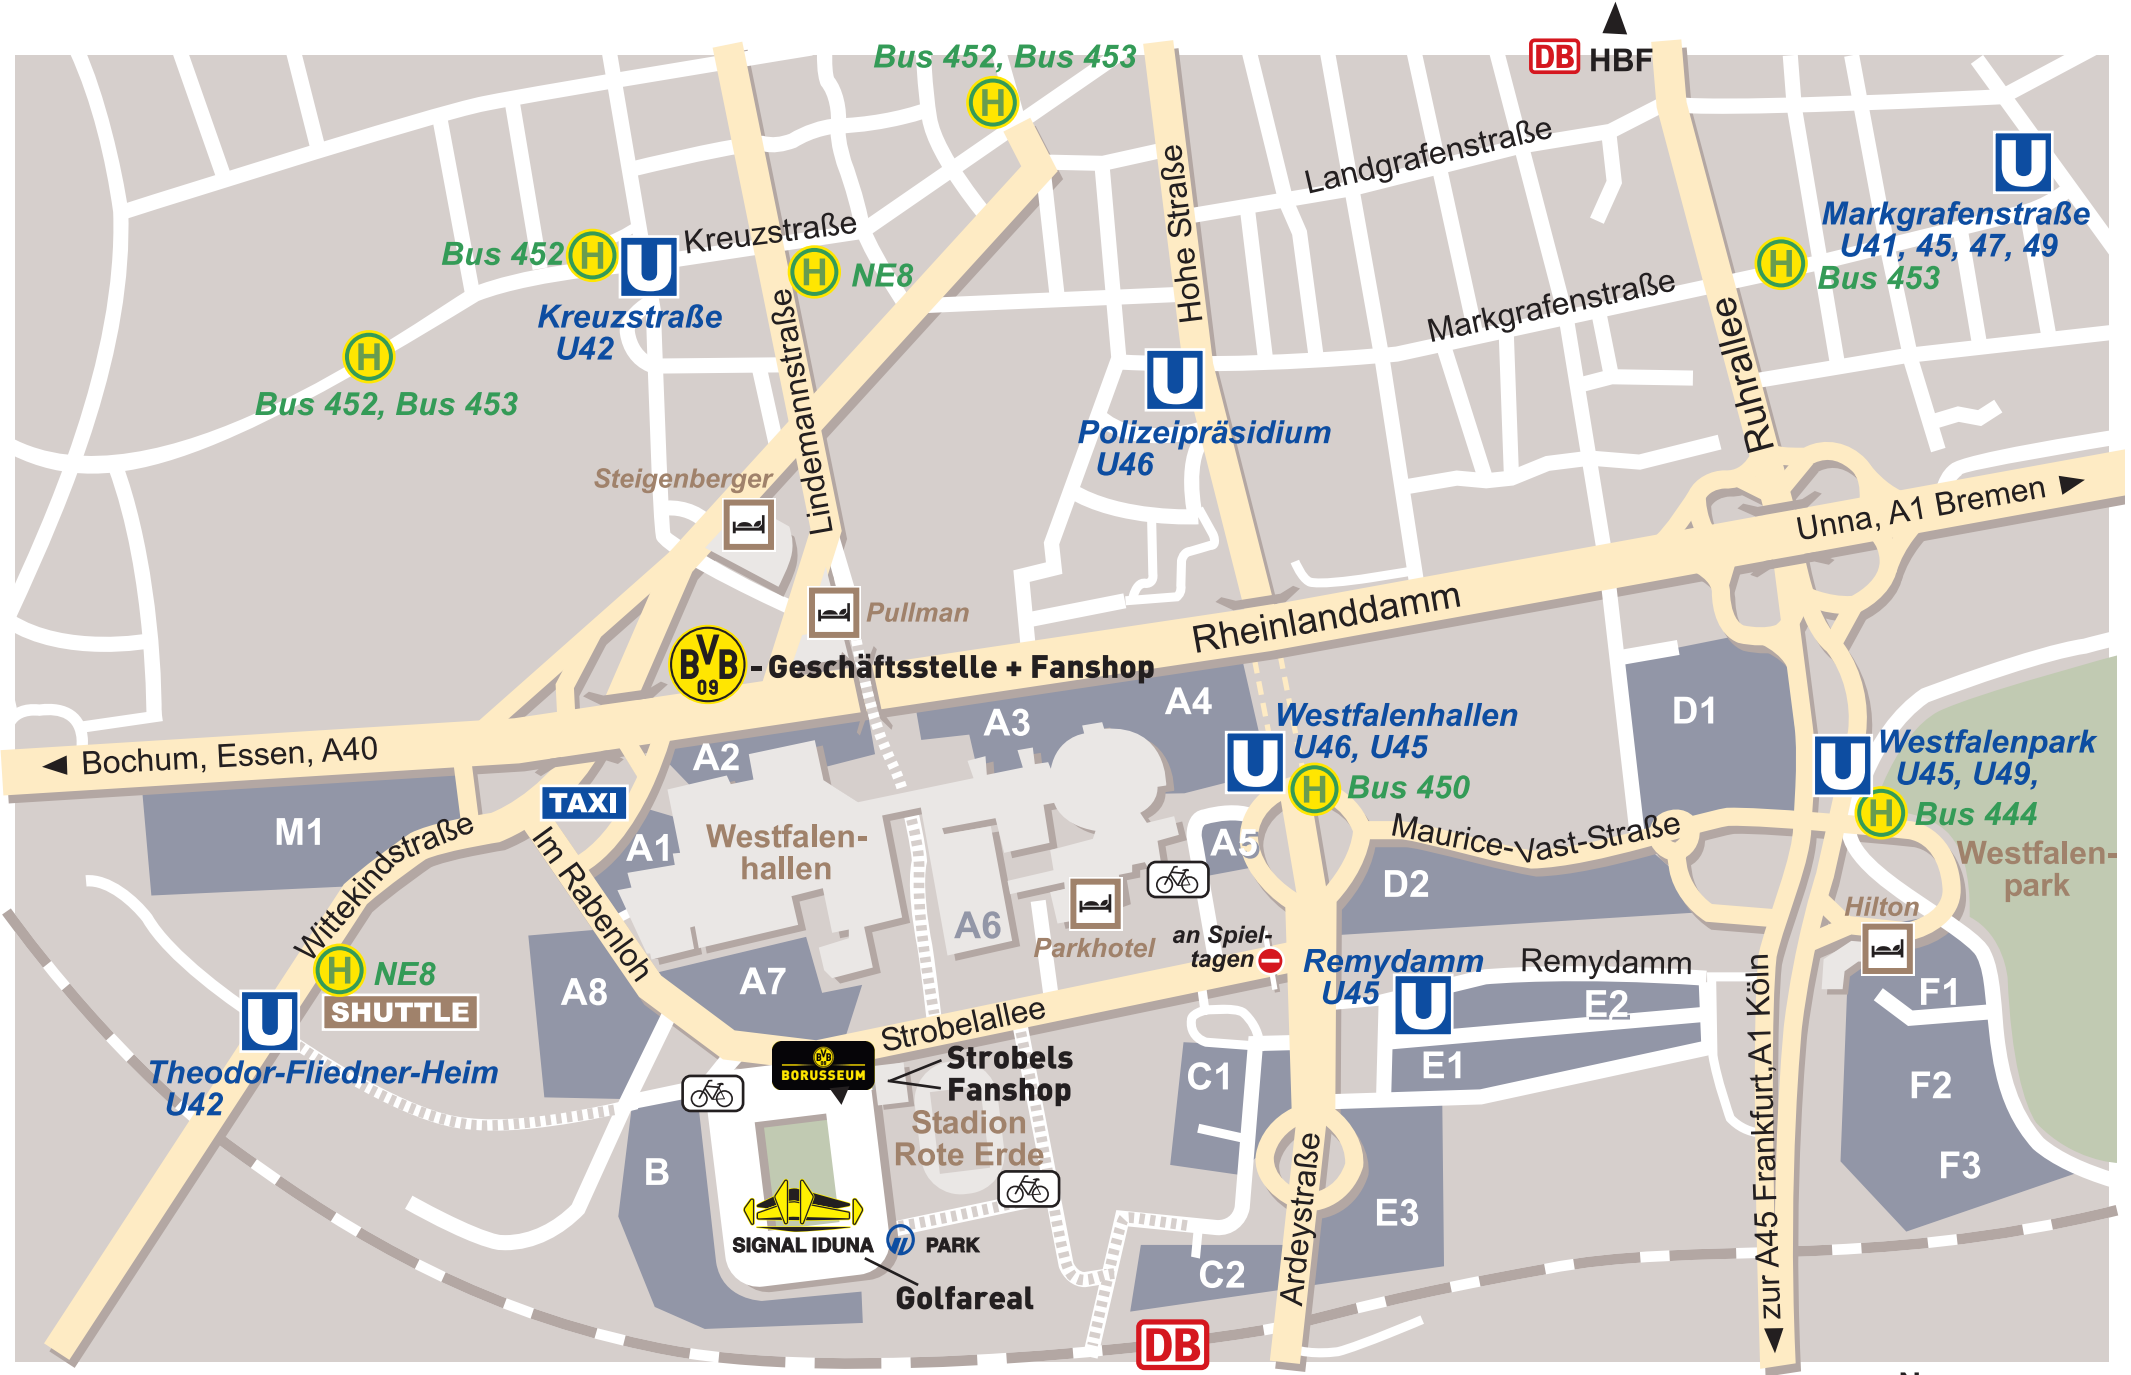 Bus 452, Bus 453
H
DB HBF
Landgrafenstraße
Hohe Straße
U
Markgrafenstraße
U41, 45, 47, 49
H
Bus 453
Kreuzstraße
Bus 452
H
U
H
NE8
Kreuzstraße
U42
Lindemannstraße
Markgrafenstraße
Ruhrallee
H
Bus 452, Bus 453
U
Polizeipräsidium
U46
Steigenberger
Unna, A1 Bremen
Pullman
Rheinlanddamm
BVB
09
- Geschäftsstelle + Fanshop
A4
A3
D1
Westfalenhallen
U46, U45
U
H
Bus 450
Westfalenpark
U45, U49,
U
H
Bus 444
Bochum, Essen, A40
A2
TAXI
M1
Wittekindstraße
Im Rabenloh
A1
Westfalen-
hallen
A5
Maurice-Vast-Straße
Westfalen-
park
D2
Hilton
A6
Parkhotel
an Spiel-
tagen
Remydamm
U45
U
Remydamm
H
NE8
SHUTTLE
A8
A7
E2
F1
U
Theodor-Fliedner-Heim
U42
Strobelallee
BVB
09
BORUSSEUM
Strobels
Fanshop
Stadion
Rote Erde
C1
E1
F2
B
F3
E3
Ardeystraße
zur A45 Frankfurt,A1 Köln
SIGNAL IDUNA
PARK
C2
Golfareal
DB